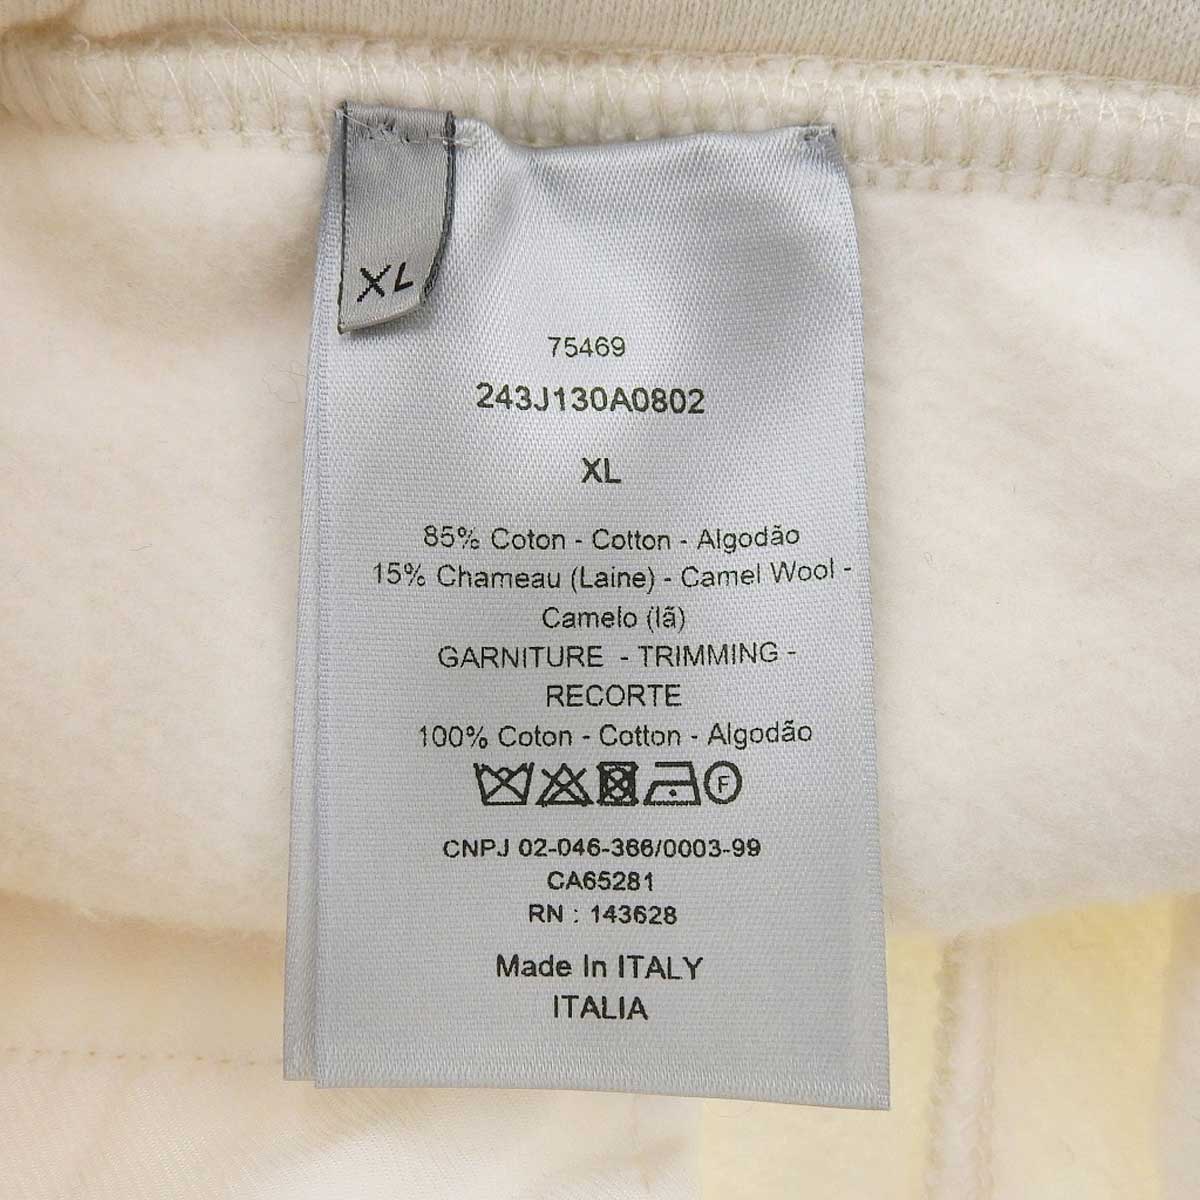 XL
75469
243J130A0802
XL
85% Coton - Cotton - Algodão
15% Chameau (Laine) - Camel Wool -
Camelo (lã)
GARNITURE - TRIMMING -
RECORTE
100% Coton - Cotton - Algodão
F
CNPJ 02-046-366/0003-99
CA65281
RN : 143628
Made In ITALY
ITALIA